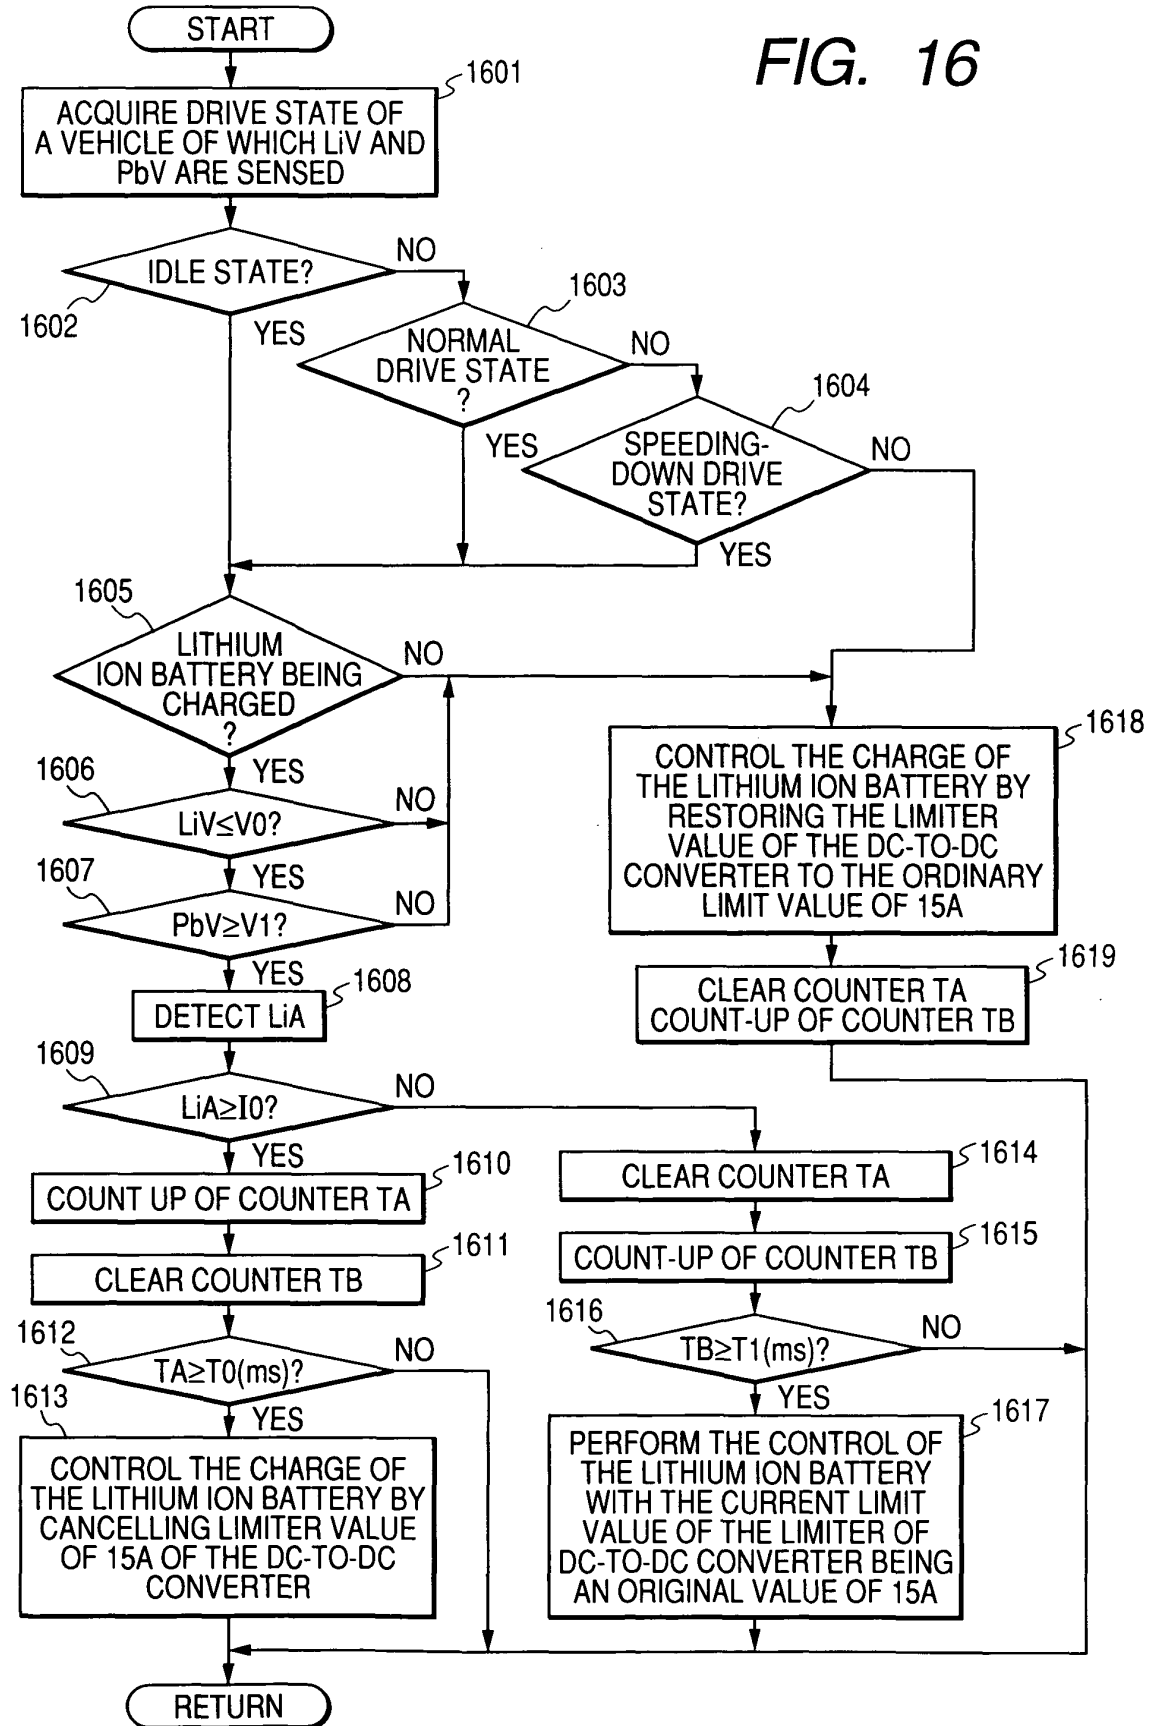 START
FIG. 16
1601
ACQUIRE DRIVE STATE OF
A VEHICLE OF WHICH LiV AND
PbV ARE SENSED
IDLE STATE?
NO
1602
YES
1603
NORMAL
DRIVE STATE
?
NO
YES
1604
SPEEDING-
DOWN DRIVE
STATE?
NO
YES
1605
LITHIUM
ION BATTERY BEING
CHARGED
?
NO
YES
1606
LiV≤V0?
NO
YES
1607
PbV≥V1?
NO
YES
1608
DETECT LiA
1609
LiA≥I0?
NO
YES
1610
COUNT UP OF COUNTER TA
1611
CLEAR COUNTER TB
1612
TA≥T0(ms)?
NO
YES
1613
CONTROL THE CHARGE OF
THE LITHIUM ION BATTERY BY
CANCELLING LIMITER VALUE
OF 15A OF THE DC-TO-DC
CONVERTER
1618
CONTROL THE CHARGE OF
THE LITHIUM ION BATTERY BY
RESTORING THE LIMITER
VALUE OF THE DC-TO-DC
CONVERTER TO THE ORDINARY
LIMIT VALUE OF 15A
1619
CLEAR COUNTER TA
COUNT-UP OF COUNTER TB
1614
CLEAR COUNTER TA
1615
COUNT-UP OF COUNTER TB
1616
TB≥T1(ms)?
NO
YES
1617
PERFORM THE CONTROL OF
THE LITHIUM ION BATTERY
WITH THE CURRENT LIMIT
VALUE OF THE LIMITER OF
DC-TO-DC CONVERTER BEING
AN ORIGINAL VALUE OF 15A
RETURN